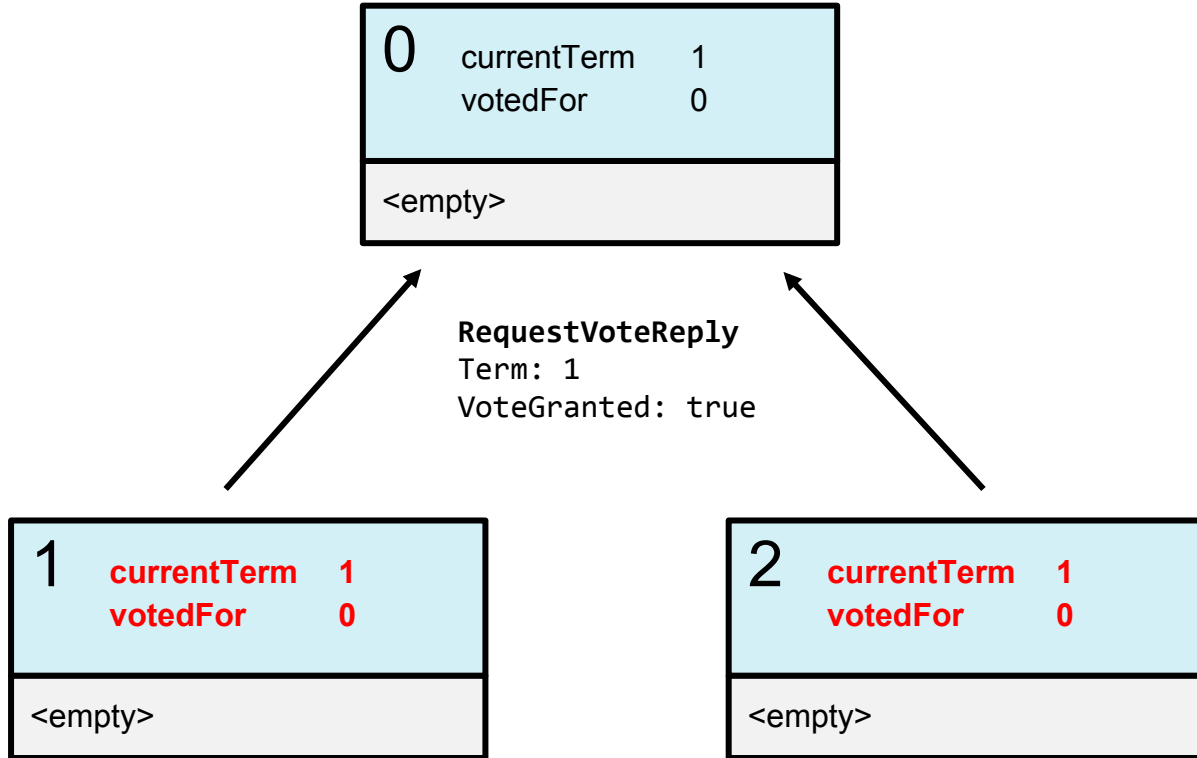 0 currentTerm 1
votedFor 0
<empty>
RequestVoteReply
Term: 1
VoteGranted: true
1 currentTerm 1
votedFor 0
<empty>
2 currentTerm 1
votedFor 0
<empty>